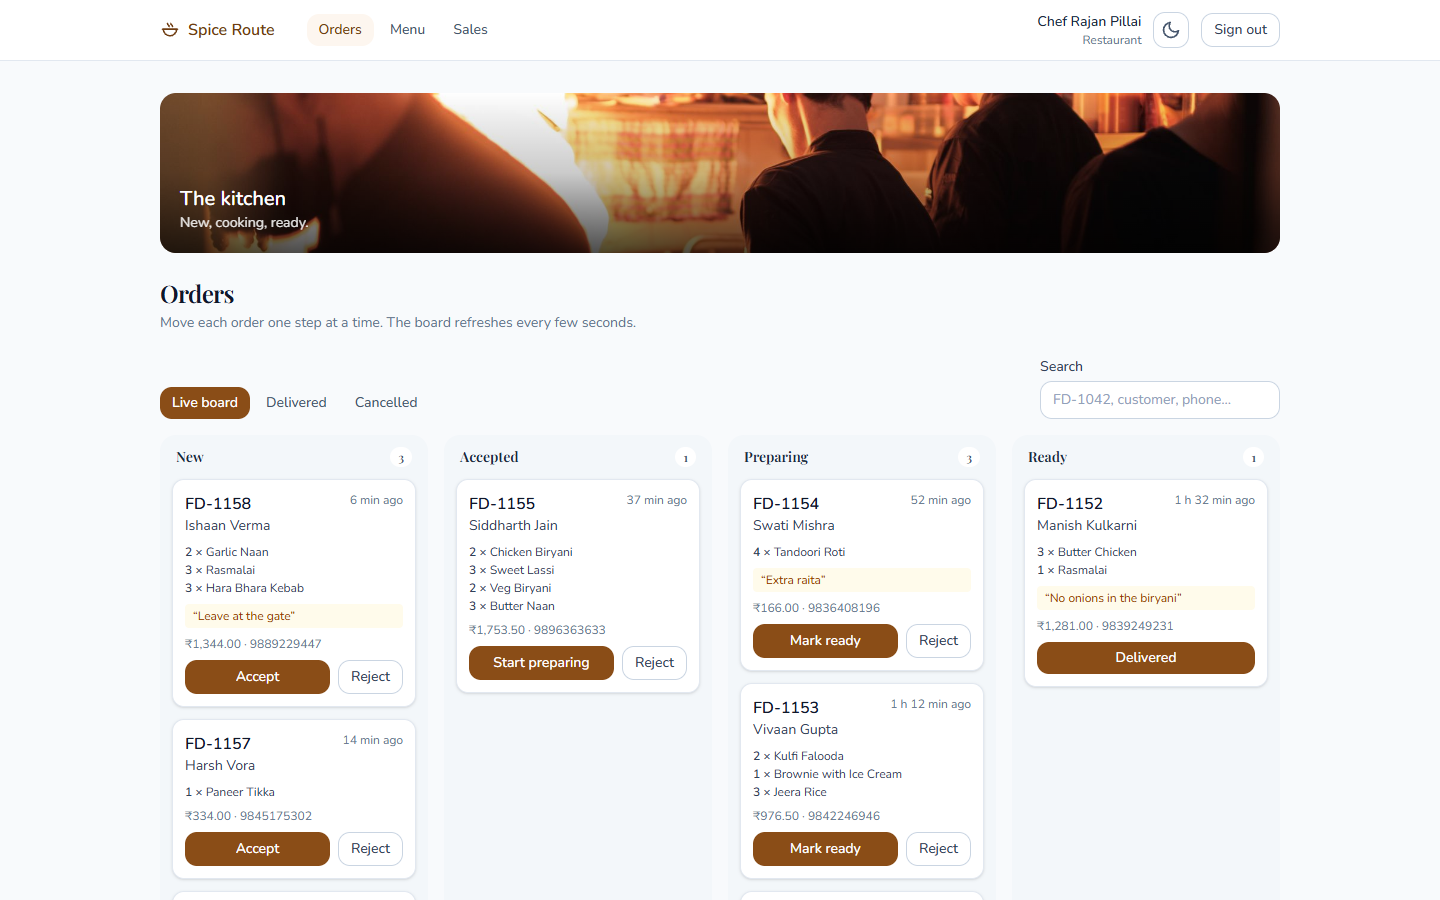 Spice Route
Orders
Menu
Sales
Chef Rajan Pillai
Restaurant
Sign out
The kitchen
New, cooking, ready.
Orders
Move each order one step at a time. The board refreshes every few seconds.
Live board
Delivered
Cancelled
Search
FD-1042, customer, phone...
New
3
FD-1158
6 min ago
Ishaan Verma
2 × Garlic Naan
3 × Rasmalai
3 × Hara Bhara Kebab
“Leave at the gate”
₹1,344.00 · 9889229447
Accept
Reject
FD-1157
14 min ago
Harsh Vora
1 × Paneer Tikka
₹334.00 · 9845175302
Accept
Reject
Accepted
1
FD-1155
37 min ago
Siddharth Jain
2 × Chicken Biryani
3 × Sweet Lassi
2 × Veg Biryani
3 × Butter Naan
₹1,753.50 · 9896363633
Start preparing
Reject
Preparing
3
FD-1154
52 min ago
Swati Mishra
4 × Tandoori Roti
“Extra raita”
₹166.00 · 9836408196
Mark ready
Reject
FD-1153
1 h 12 min ago
Vivaan Gupta
2 × Kulfi Falooda
1 × Brownie with Ice Cream
3 × Jeera Rice
₹976.50 · 9842246946
Mark ready
Reject
Ready
1
FD-1152
1 h 32 min ago
Manish Kulkarni
3 × Butter Chicken
1 × Rasmalai
“No onions in the biryani”
₹1,281.00 · 9839249231
Delivered